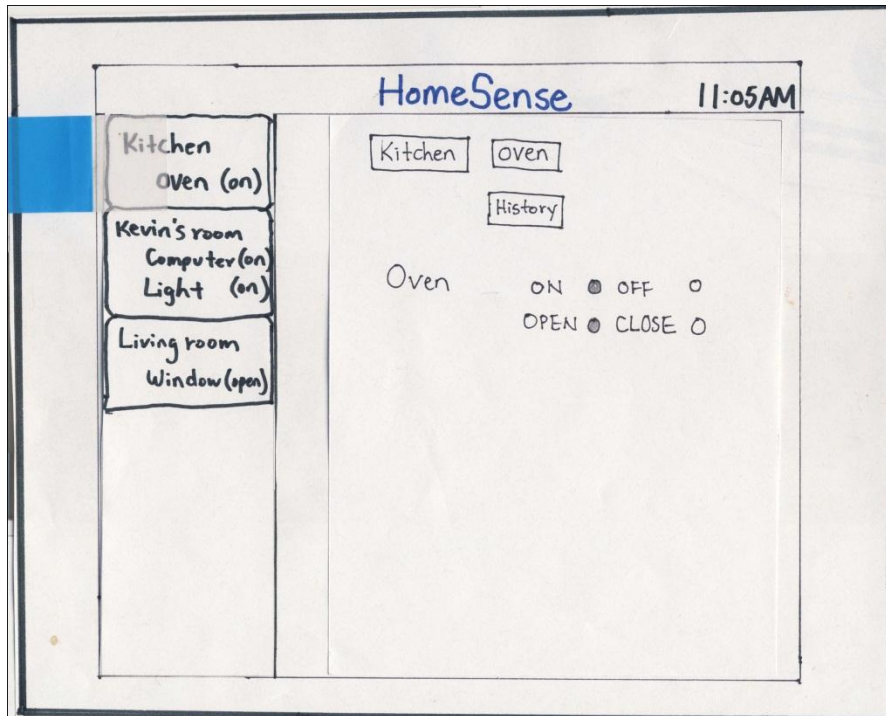 HomeSense 11:05AM
Kitchen
Oven (on)
Kevin's room
Computer (on)
Light (on)
Living room
Window (open)
Kitchen Oven
History
Oven ON OFF
OPEN CLOSE